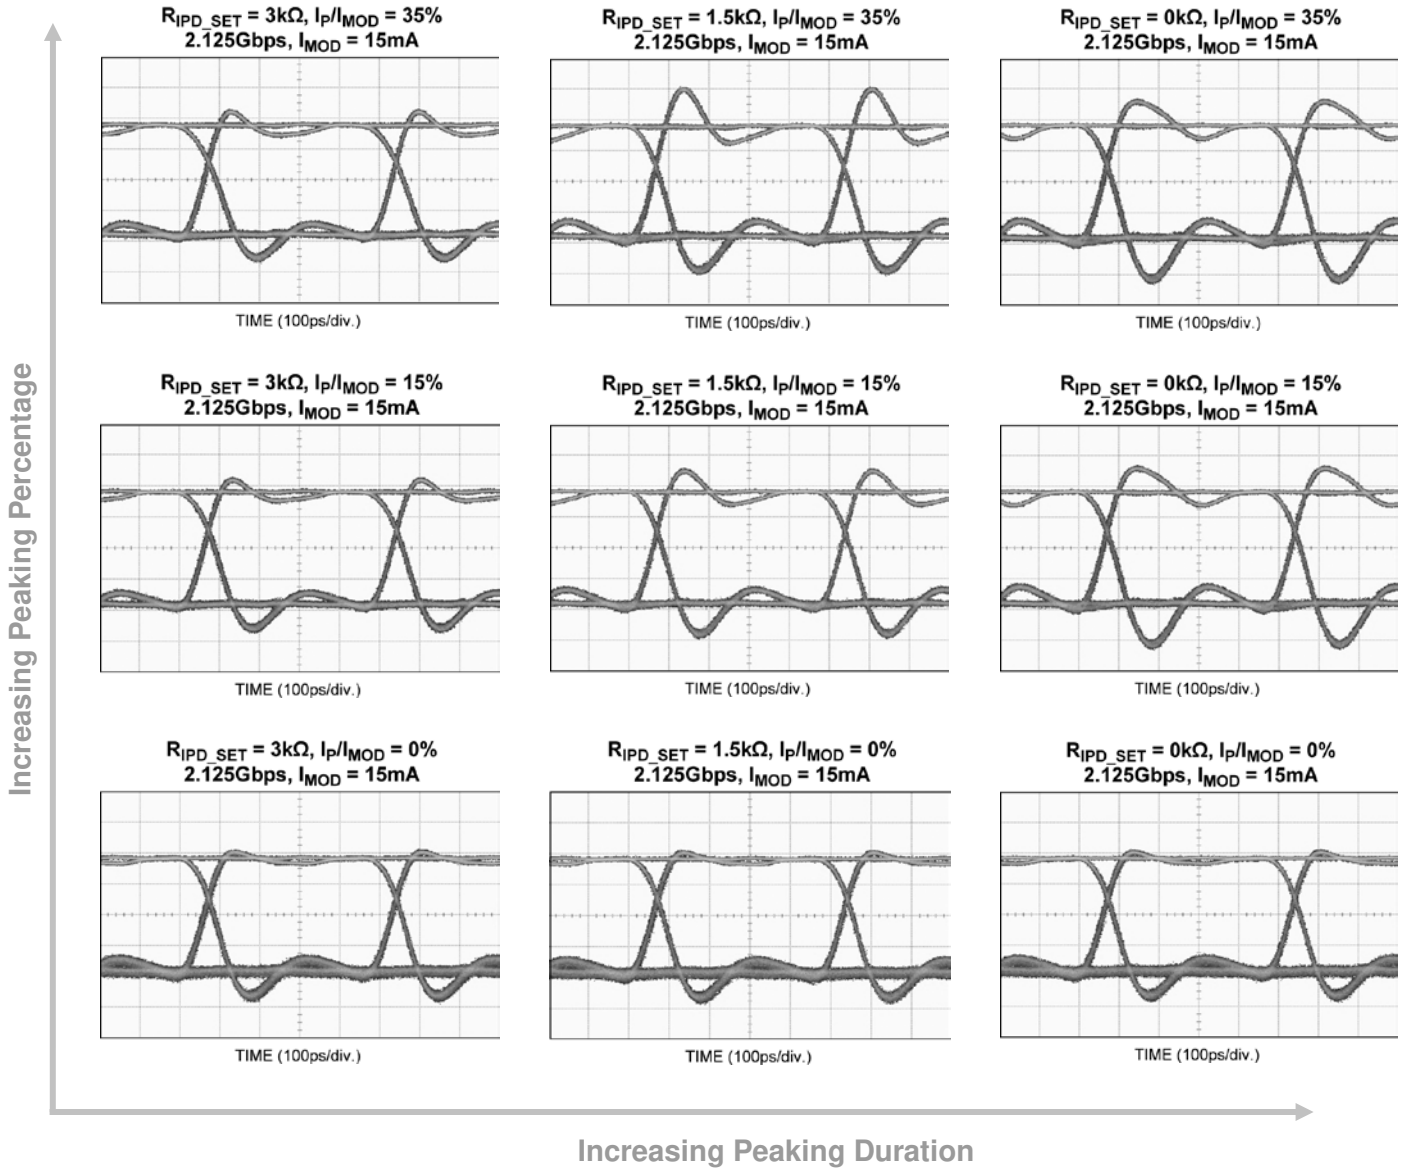 R_IPD_SET = 3kΩ, I_P/I_MOD = 35%
2.125Gbps, I_MOD = 15mA
TIME (100ps/div.)
R_IPD_SET = 1.5kΩ, I_P/I_MOD = 35%
2.125Gbps, I_MOD = 15mA
TIME (100ps/div.)
R_IPD_SET = 0kΩ, I_P/I_MOD = 35%
2.125Gbps, I_MOD = 15mA
TIME (100ps/div.)
R_IPD_SET = 3kΩ, I_P/I_MOD = 15%
2.125Gbps, I_MOD = 15mA
TIME (100ps/div.)
R_IPD_SET = 1.5kΩ, I_P/I_MOD = 15%
2.125Gbps, I_MOD = 15mA
TIME (100ps/div.)
R_IPD_SET = 0kΩ, I_P/I_MOD = 15%
2.125Gbps, I_MOD = 15mA
TIME (100ps/div.)
R_IPD_SET = 3kΩ, I_P/I_MOD = 0%
2.125Gbps, I_MOD = 15mA
TIME (100ps/div.)
R_IPD_SET = 1.5kΩ, I_P/I_MOD = 0%
2.125Gbps, I_MOD = 15mA
TIME (100ps/div.)
R_IPD_SET = 0kΩ, I_P/I_MOD = 0%
2.125Gbps, I_MOD = 15mA
TIME (100ps/div.)
Increasing Peaking Percentage
Increasing Peaking Duration